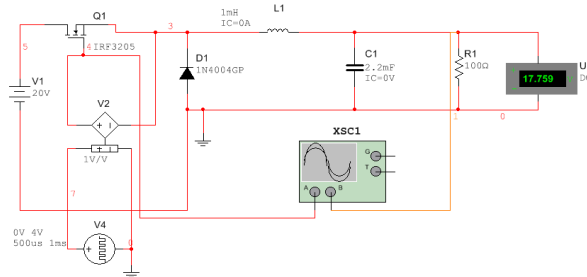 Q1
L1
1mH
IC=0A
3
5
4
IRF3205
D1
1N4004GP
C1
2.2mF
IC=0V
R1
100Ω
U
D
17.759
V1
20V
V2
1V/V
1
0
XSC1
G
T
A
B
7
V4
0V 4V
500us 1ms
0